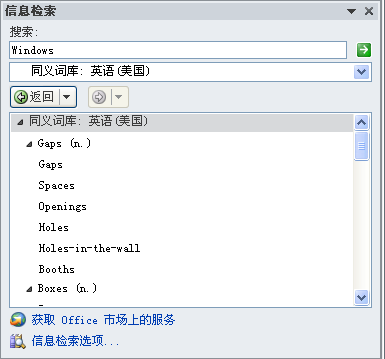 信息检索
搜索:
Windows
同义词库: 英语(美国)
返回
同义词库: 英语(美国)
Gaps (n.)
Gaps
Spaces
Openings
Holes
Holes-in-the-wall
Booths
Boxes (n.)
获取 Office 市场上的服务
信息检索选项...